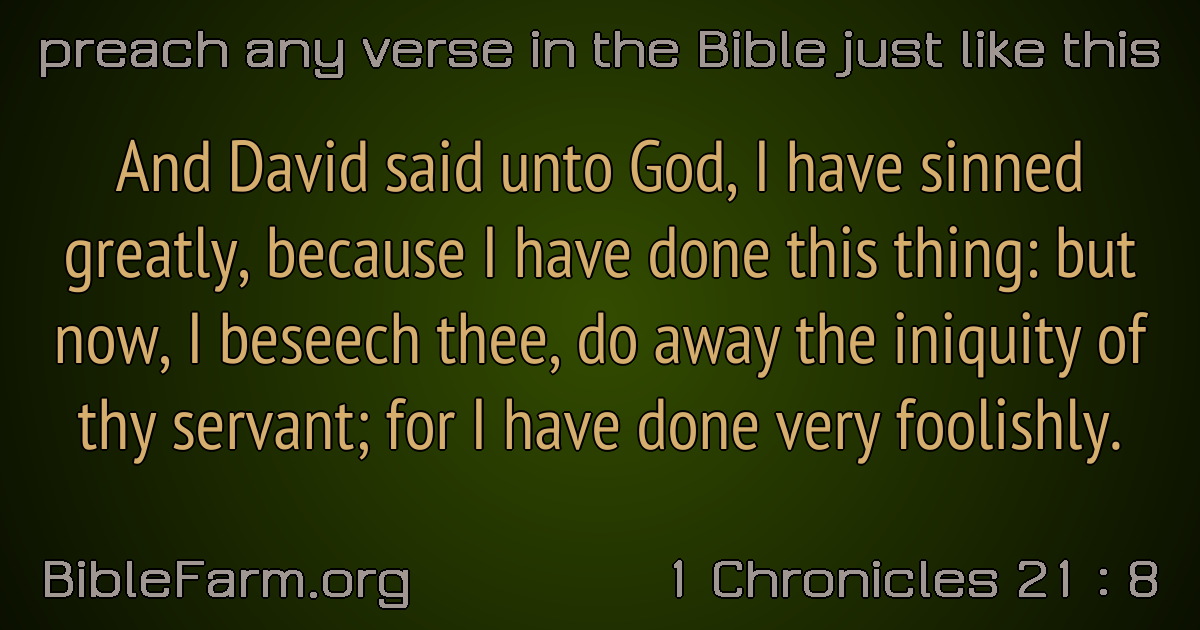 preach any verse in the Bible just like this
And David said unto God, I have sinned
greatly, because I have done this thing: but
now, I beseech thee, do away the iniquity of
thy servant; for I have done very foolishly.
BibleFarm.org
1 Chronicles 21 : 8